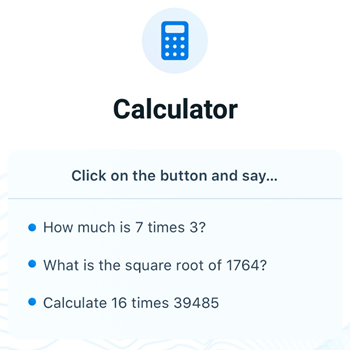 Calculator
Click on the button and say...
How much is 7 times 3?
What is the square root of 1764?
Calculate 16 times 39485